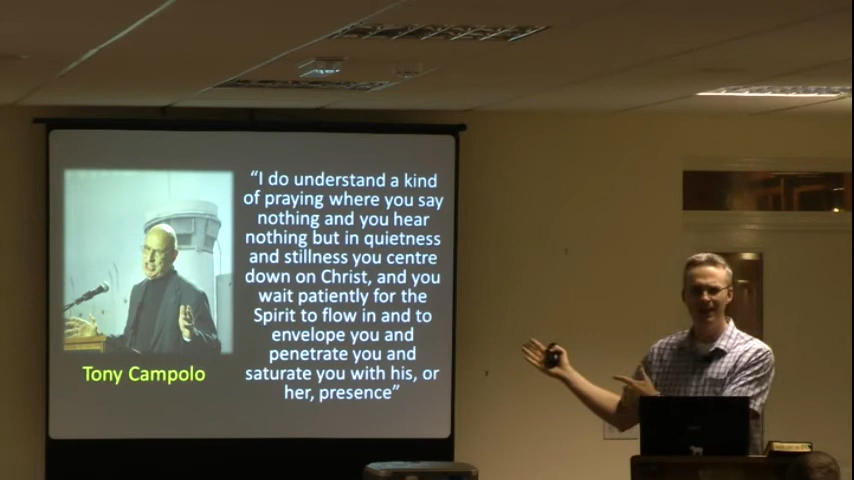 “I do understand a kind
of praying where you say
nothing and you hear
nothing but in quietness
and stillness you centre
down on Christ, and you
wait patiently for the
Spirit to flow in and to
envelope you and
penetrate you and
saturate you with his, or
her, presence”
Tony Campolo